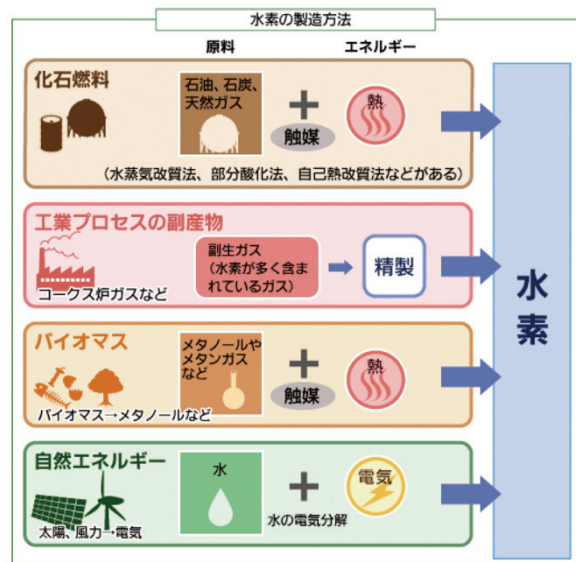 水素の製造方法
原料
エネルギー
化石燃料
石油、石炭、
天然ガス
＋
触媒
熱
（水蒸気改質法、部分酸化法、自己熱改質法などがある）
工業プロセスの副産物
副生ガス
（水素が多く含ま
れているガス）
精製
コークス炉ガスなど
バイオマス
メタノールや
メタンガス
など
＋
触媒
熱
バイオマス→メタノールなど
自然エネルギー
水
＋
電気
水の電気分解
太陽、風力→電気
水素